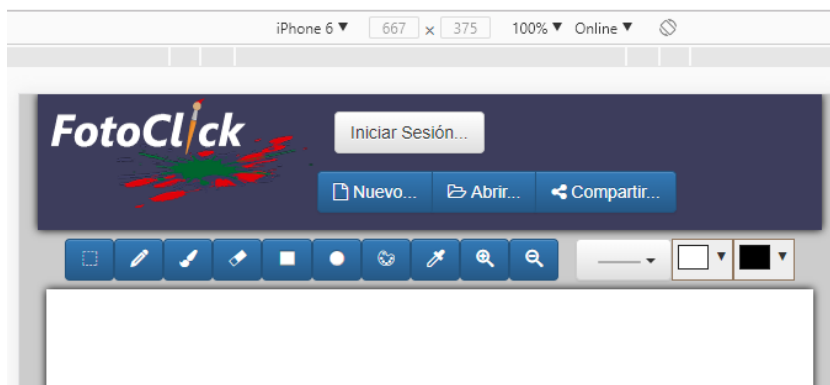 iPhone 6 ▼ 667 x 375 100% ▼ Online ▼
FotoClick
Iniciar Sesión...
Nuevo... Abrir... Compartir...